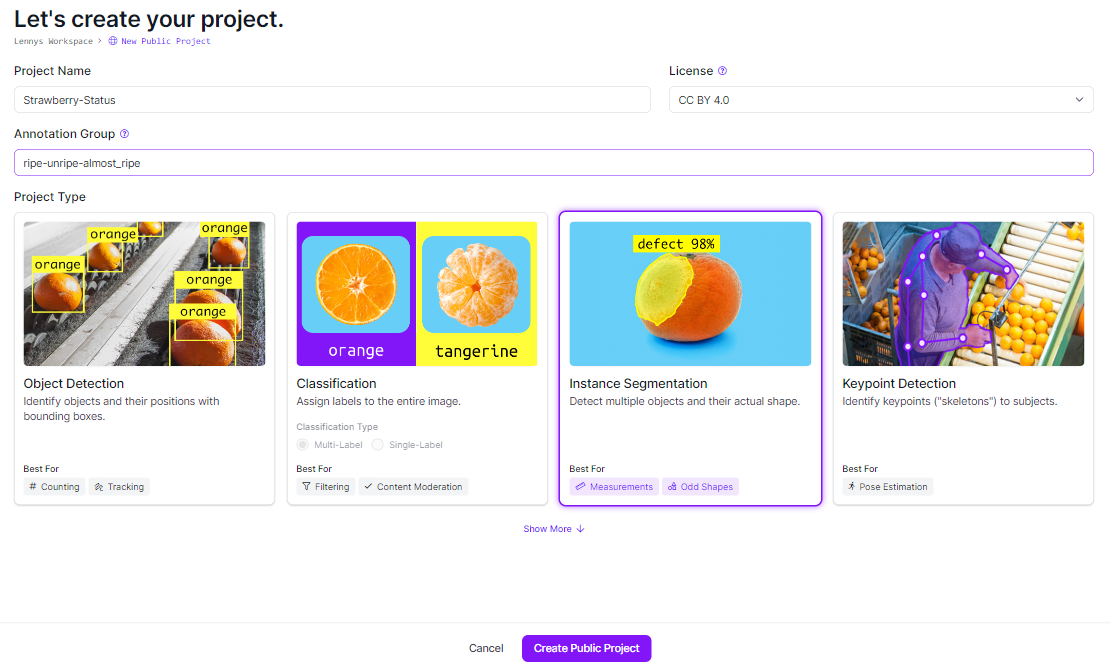 Let's create your project.
Lennys Workspace > New Public Project
Project Name
License
Strawberry-Status
CC BY 4.0
Annotation Group
ripe-unripe-almost_ripe
Project Type
orange
orange
orange
orange
orange
Object Detection
Identify objects and their positions with
bounding boxes.
Best For
# Counting
Tracking
orange
tangerine
Classification
Assign labels to the entire image.
Classification Type
Multi-Label
Single-Label
Best For
Filtering
Content Moderation
defect 98%
Instance Segmentation
Detect multiple objects and their actual shape.
Best For
Measurements
Odd Shapes
Keypoint Detection
Identify keypoints ("skeletons") to subjects.
Best For
Pose Estimation
Show More
Cancel
Create Public Project